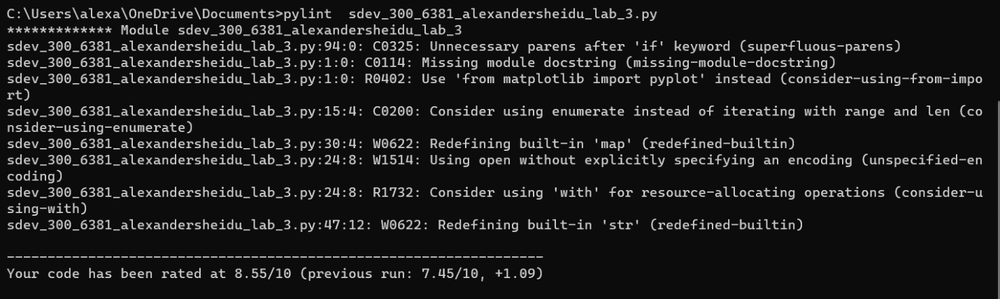 C:\Users\alexa\OneDrive\Documents>pylint  sdev_300_6381_alexandersheidu_lab_3.py
************* Module sdev_300_6381_alexandersheidu_lab_3
sdev_300_6381_alexandersheidu_lab_3.py:94:0: C0325: Unnecessary parens after 'if' keyword (superfluous-parens)
sdev_300_6381_alexandersheidu_lab_3.py:1:0: C0114: Missing module docstring (missing-module-docstring)
sdev_300_6381_alexandersheidu_lab_3.py:1:0: R0402: Use 'from matplotlib import pyplot' instead (consider-using-from-impo
rt)
sdev_300_6381_alexandersheidu_lab_3.py:15:4: C0200: Consider using enumerate instead of iterating with range and len (co
nsider-using-enumerate)
sdev_300_6381_alexandersheidu_lab_3.py:30:4: W0622: Redefining built-in 'map' (redefined-builtin)
sdev_300_6381_alexandersheidu_lab_3.py:24:8: W1514: Using open without explicitly specifying an encoding (unspecified-en
coding)
sdev_300_6381_alexandersheidu_lab_3.py:24:8: R1732: Consider using 'with' for resource-allocating operations (consider-u
sing-with)
sdev_300_6381_alexandersheidu_lab_3.py:47:12: W0622: Redefining built-in 'str' (redefined-builtin)
------------------------------------------------------------------
Your code has been rated at 8.55/10 (previous run: 7.45/10, +1.09)